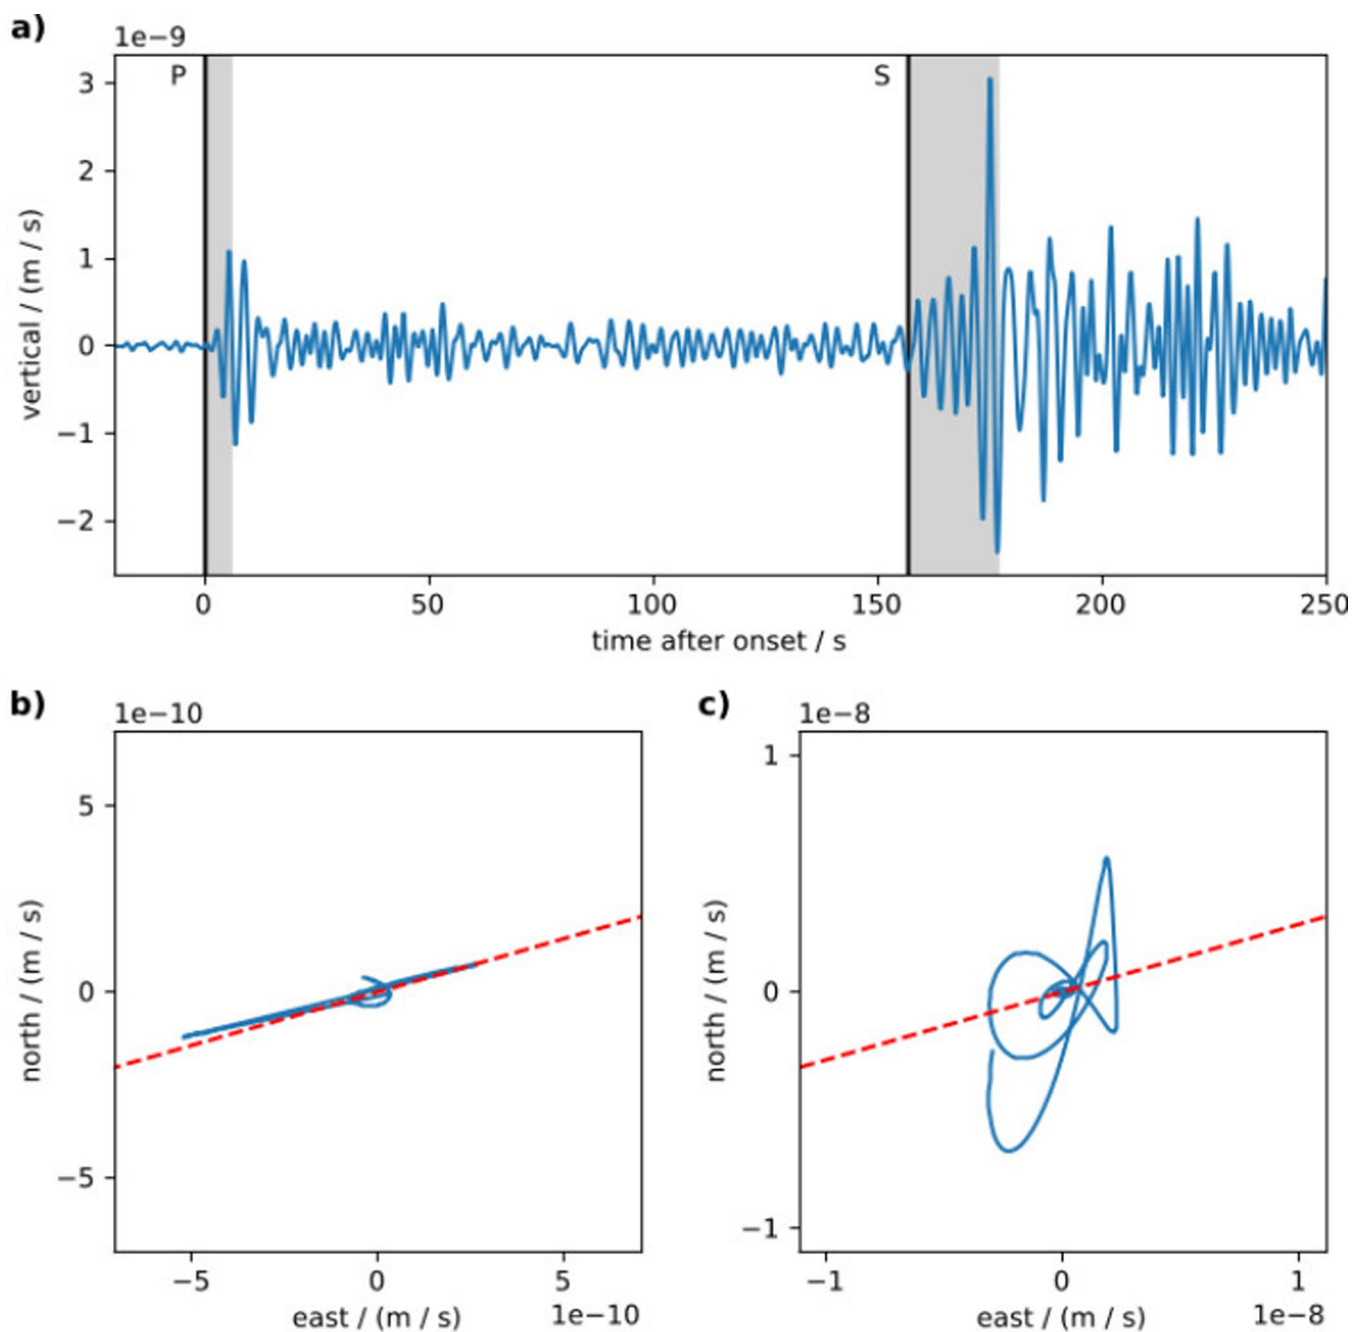 a)
1e−9
P
S
3
2
1
0
−1
−2
vertical / (m / s)
0 50 100 150 200 250
time after onset / s
b)
1e−10
5
0
−5
north / (m / s)
−5 0 5
east / (m / s)
1e−10
c)
1e−8
1
0
−1
north / (m / s)
−1 0 1
east / (m / s)
1e−8